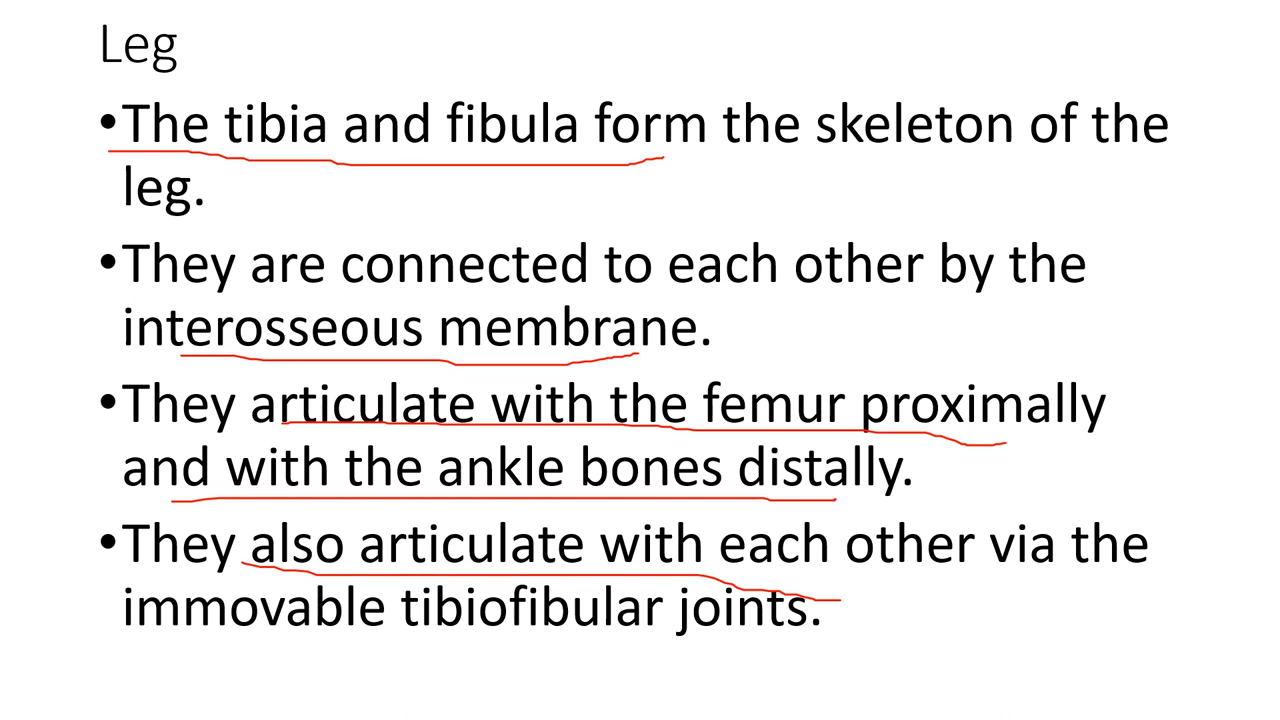 Leg
•The tibia and fibula form the skeleton of the
leg.
•They are connected to each other by the
interosseous membrane.
•They articulate with the femur proximally
and with the ankle bones distally.
•They also articulate with each other via the
immovable tibiofibular joints.